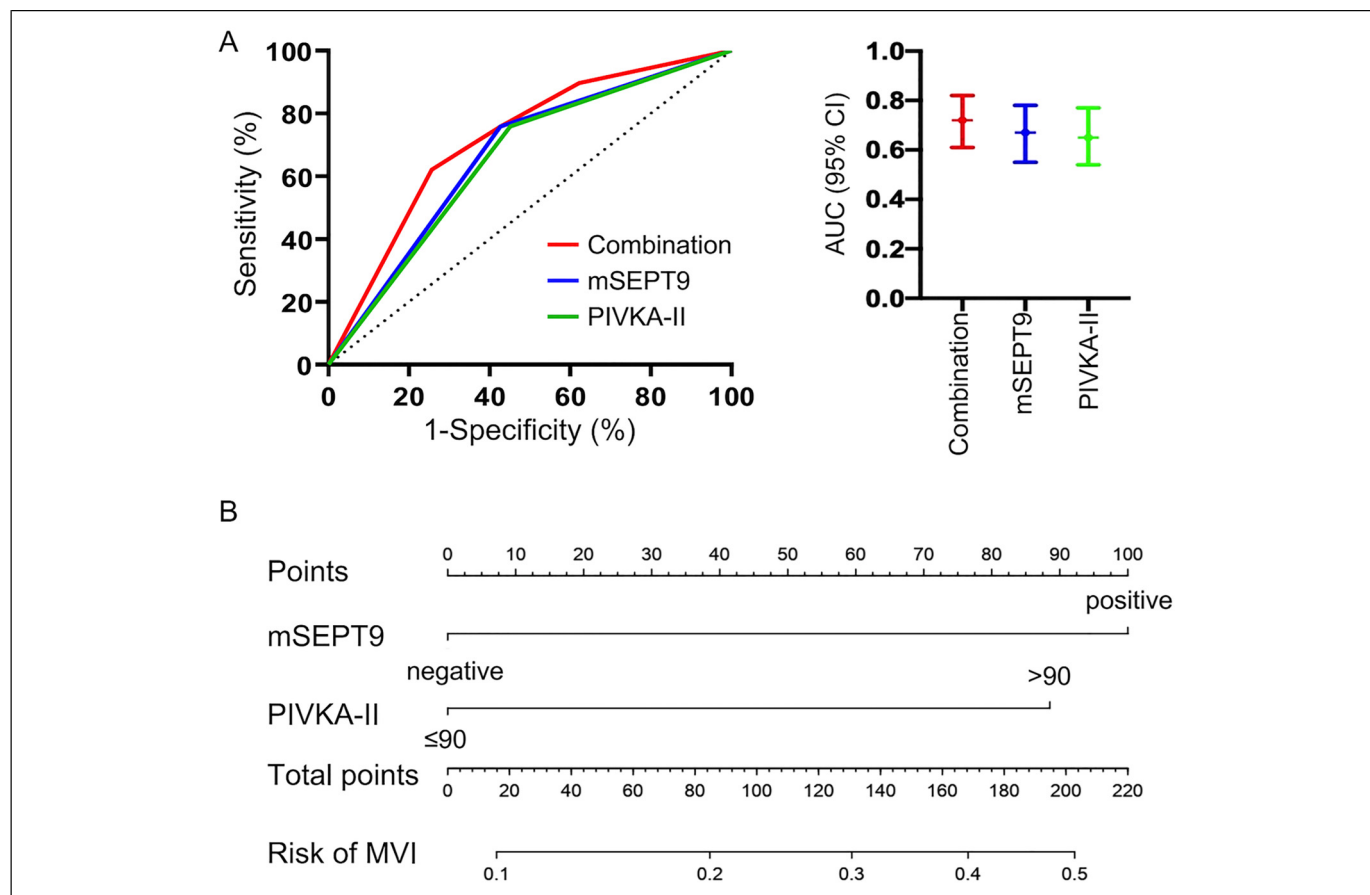 A
Sensitivity (%)
100
80
60
40
20
0
0 20 40 60 80 100
1-Specificity (%)
Combination
mSEPT9
PIVKA-II
AUC (95% CI)
1.0
0.8
0.6
0.4
0.2
0.0
Combination
mSEPT9
PIVKA-II
B
Points
0 10 20 30 40 50 60 70 80 90 100
positive
mSEPT9
negative
>90
PIVKA-II
≤90
Total points
0 20 40 60 80 100 120 140 160 180 200 220
Risk of MVI
0.1 0.2 0.3 0.4 0.5